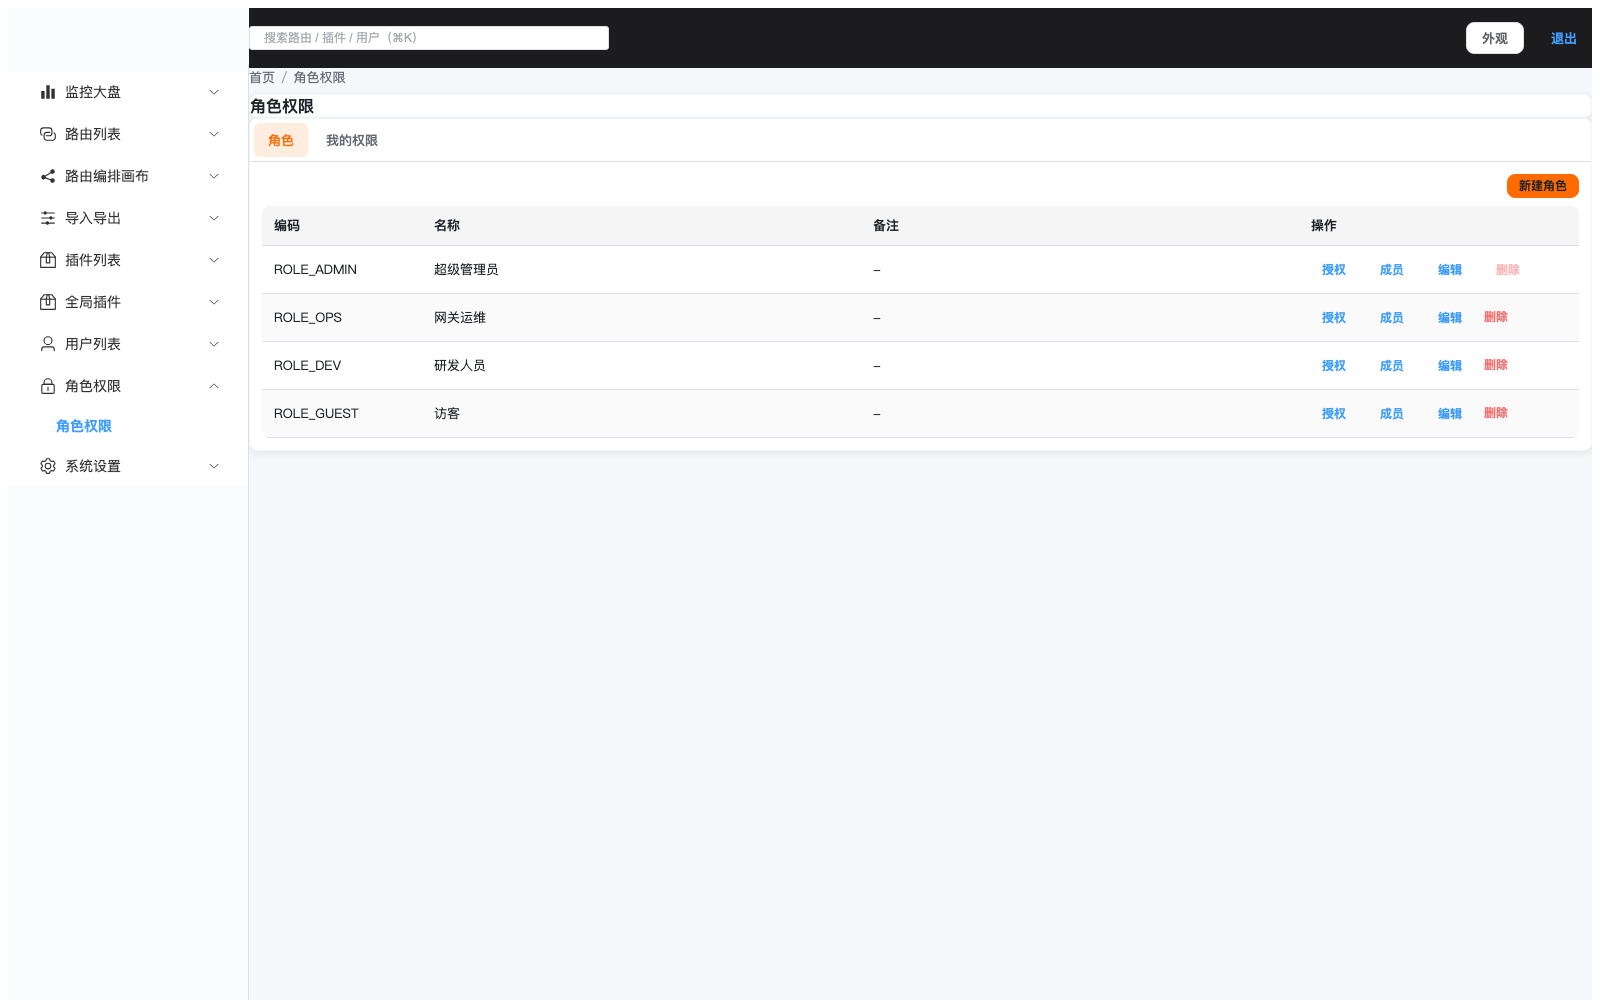 搜索路由 / 插件 / 用户（⌘K）
外观
退出
监控大盘
路由列表
路由编排画布
导入导出
插件列表
全局插件
用户列表
角色权限
角色权限
系统设置
首页 / 角色权限
角色权限
角色 我的权限
新建角色
编码 名称 备注 操作
ROLE_ADMIN 超级管理员 – 授权 成员 编辑 删除
ROLE_OPS 网关运维 – 授权 成员 编辑 删除
ROLE_DEV 研发人员 – 授权 成员 编辑 删除
ROLE_GUEST 访客 – 授权 成员 编辑 删除